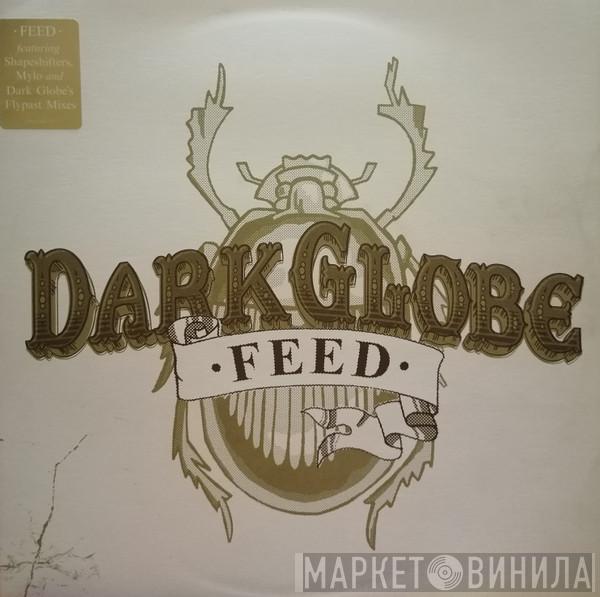 ·FEED·
featuring
Shapeshifters,
Mylo and
Dark Globe's
Flypast Mixes
DARK GLOBE
·FEED·
МАРКЕТ ВИНИЛА